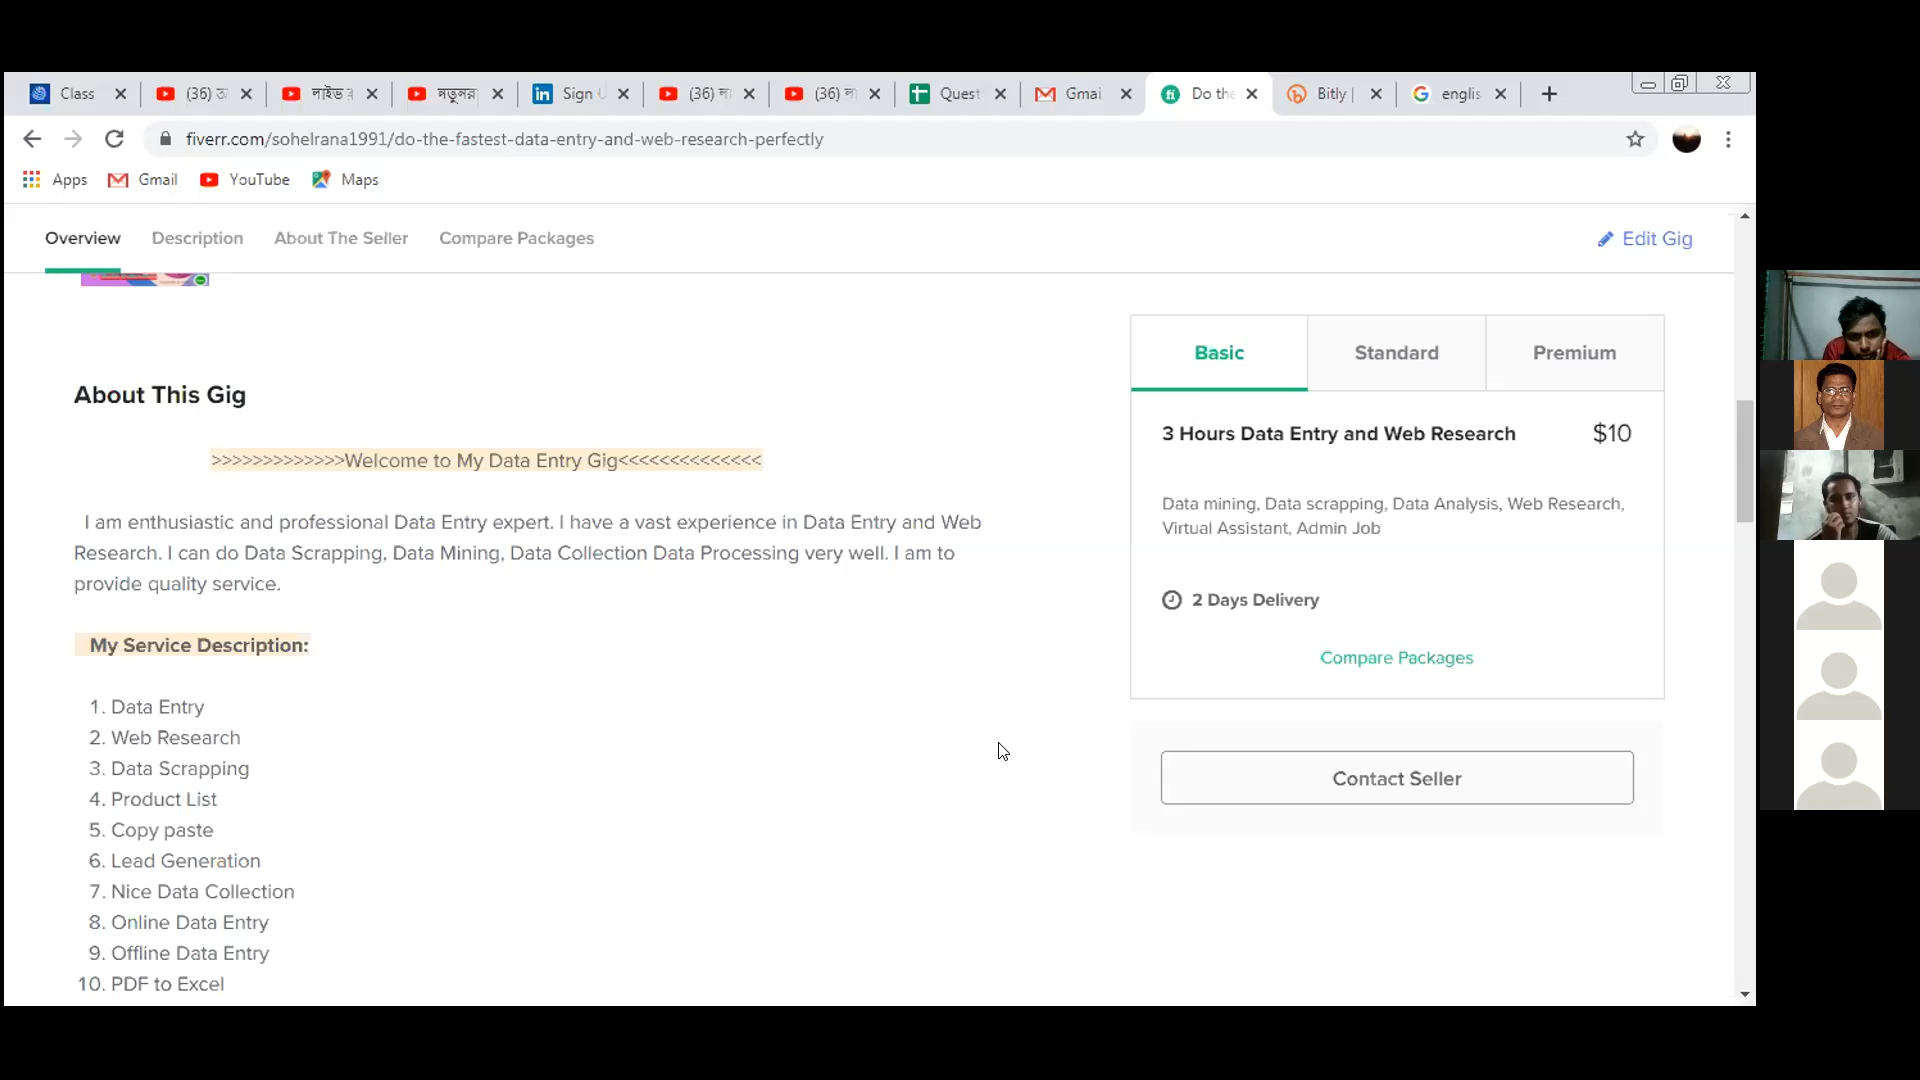 Class
(36) ত
লাইভ
নতুনর
Sign U
(36) ল
(36) ল
Quest
Gmai
Do the
Bitly |
englis
fiverr.com/sohelrana1991/do-the-fastest-data-entry-and-web-research-perfectly
Apps
Gmail
YouTube
Maps
Overview
Description
About The Seller
Compare Packages
Edit Gig
About This Gig
>>>>>>>>>>>>>Welcome to My Data Entry Gig<<<<<<<<<<<<<<
I am enthusiastic and professional Data Entry expert. I have a vast experience in Data Entry and Web
Research. I can do Data Scrapping, Data Mining, Data Collection Data Processing very well. I am to
provide quality service.
My Service Description:
1. Data Entry
2. Web Research
3. Data Scrapping
4. Product List
5. Copy paste
6. Lead Generation
7. Nice Data Collection
8. Online Data Entry
9. Offline Data Entry
10. PDF to Excel
Basic
Standard
Premium
3 Hours Data Entry and Web Research
$10
Data mining, Data scrapping, Data Analysis, Web Research,
Virtual Assistant, Admin Job
2 Days Delivery
Compare Packages
Contact Seller